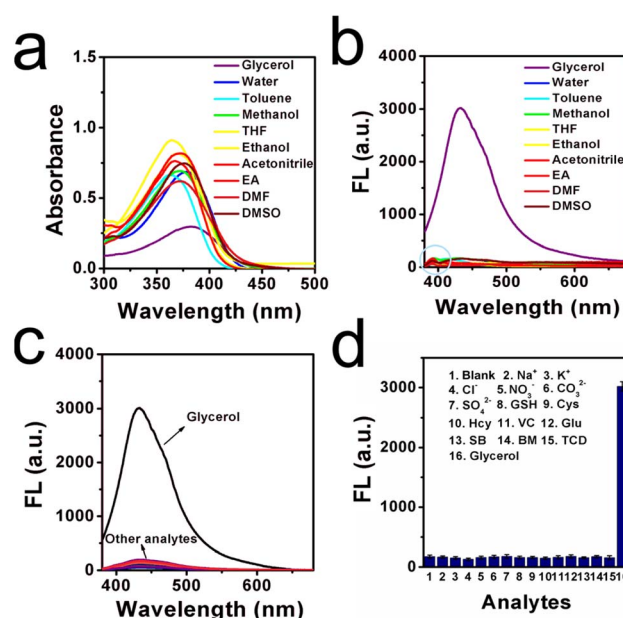 a
1.5
1.0
0.5
0.0
300 350 400 450 500
Absorbance
Wavelength (nm)
Glycerol
Water
Toluene
Methanol
THF
Ethanol
Acetonitrile
EA
DMF
DMSO
b
4000
3000
2000
1000
0
400 500 600
FL (a.u.)
Wavelength (nm)
Glycerol
Water
Toluene
Methanol
THF
Ethanol
Acetonitrile
EA
DMF
DMSO
c
4000
3000
2000
1000
0
400 500 600
FL (a.u.)
Wavelength (nm)
Glycerol
Other analytes
d
4000
3000
2000
1000
0
FL (a.u.)
1. Blank 2. Na⁺ 3. K⁺
4. Cl⁻ 5. NO₃⁻ 6. CO₃²⁻
7. SO₄²⁻ 8. GSH 9. Cys
10. Hcy 11. VC 12. Glu
13. SB 14. BM 15. TCD
16. Glycerol
1 2 3 4 5 6 7 8 9 10 11 12 13 14 15
Analytes